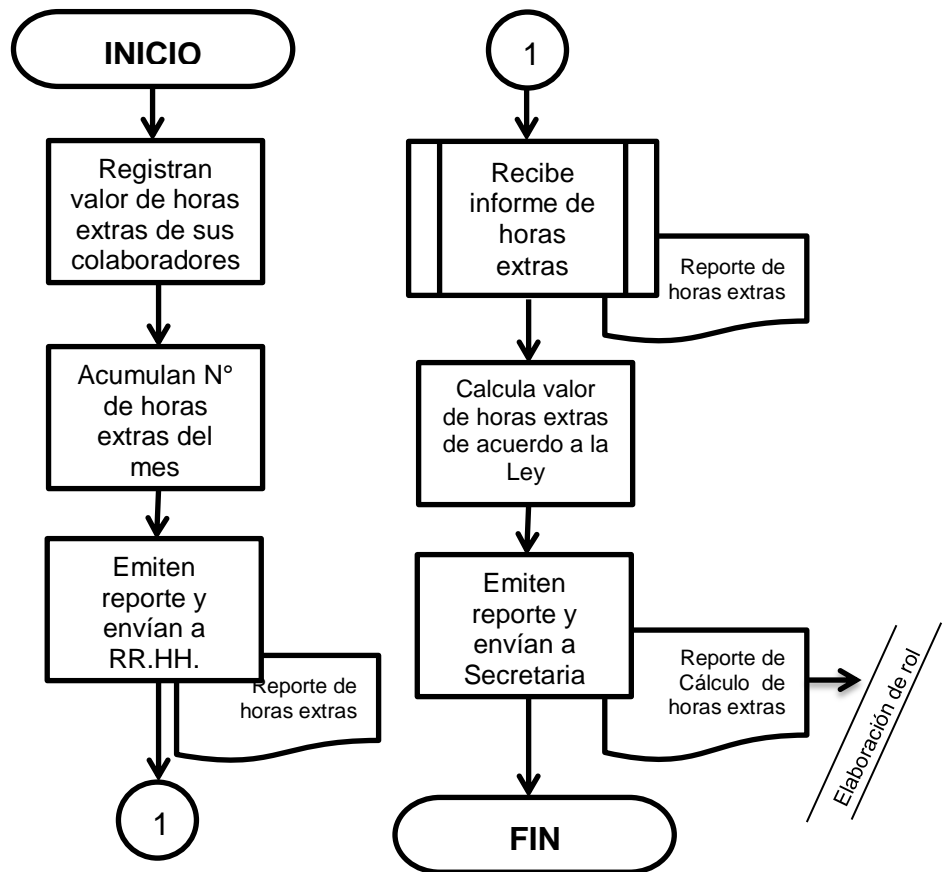 INICIO
Registran
valor de horas
extras de sus
colaboradores
Acumulan N°
de horas
extras del
mes
Emiten
reporte y
envían a
RR.HH.
Reporte de
horas extras
1
1
Recibe
informe de
horas
extras
Reporte de
horas extras
Calcula valor
de horas extras
de acuerdo a la
Ley
Emiten
reporte y
envían a
Secretaria
Reporte de
Cálculo de
horas extras
Elaboración de rol
FIN